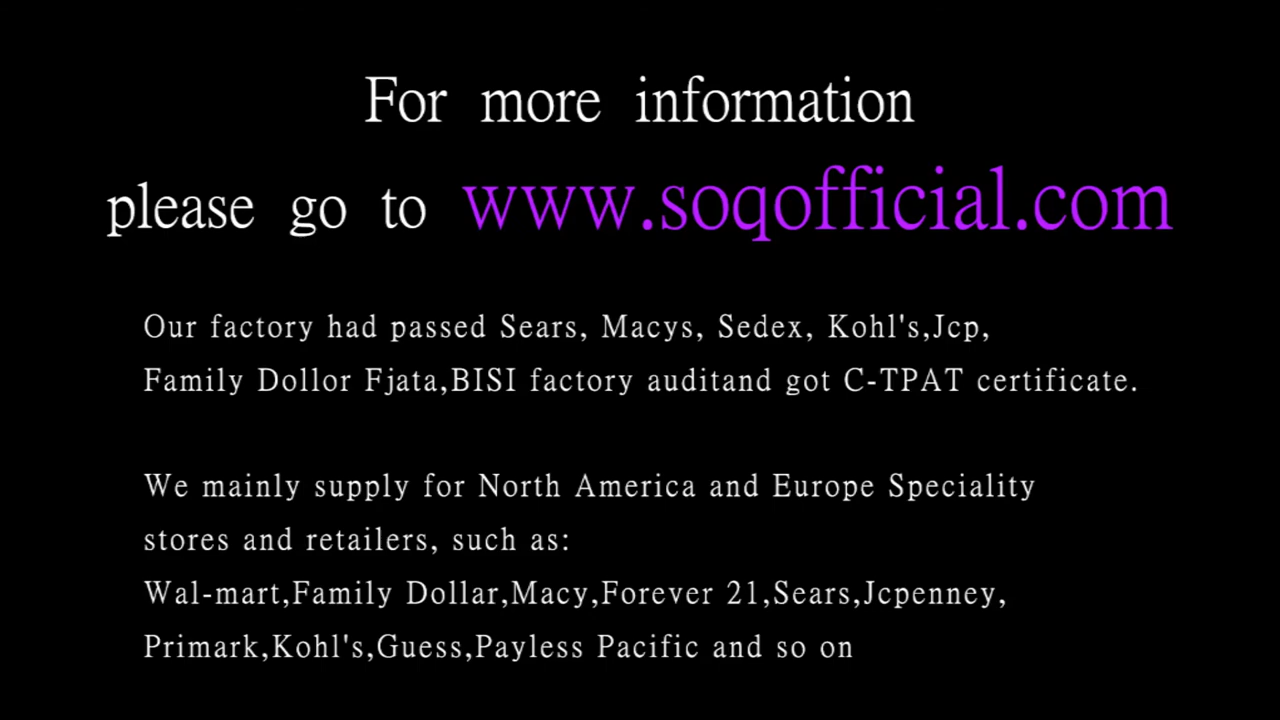 For more information
please go to www.soqofficial.com
Our factory had passed Sears, Macys, Sedex, Kohl's,Jcp,
Family Dollor Fjata,BISI factory auditand got C-TPAT certificate.
We mainly supply for North America and Europe Speciality
stores and retailers, such as:
Wal-mart,Family Dollar,Macy,Forever 21,Sears,Jcpenney,
Primark,Kohl's,Guess,Payless Pacific and so on